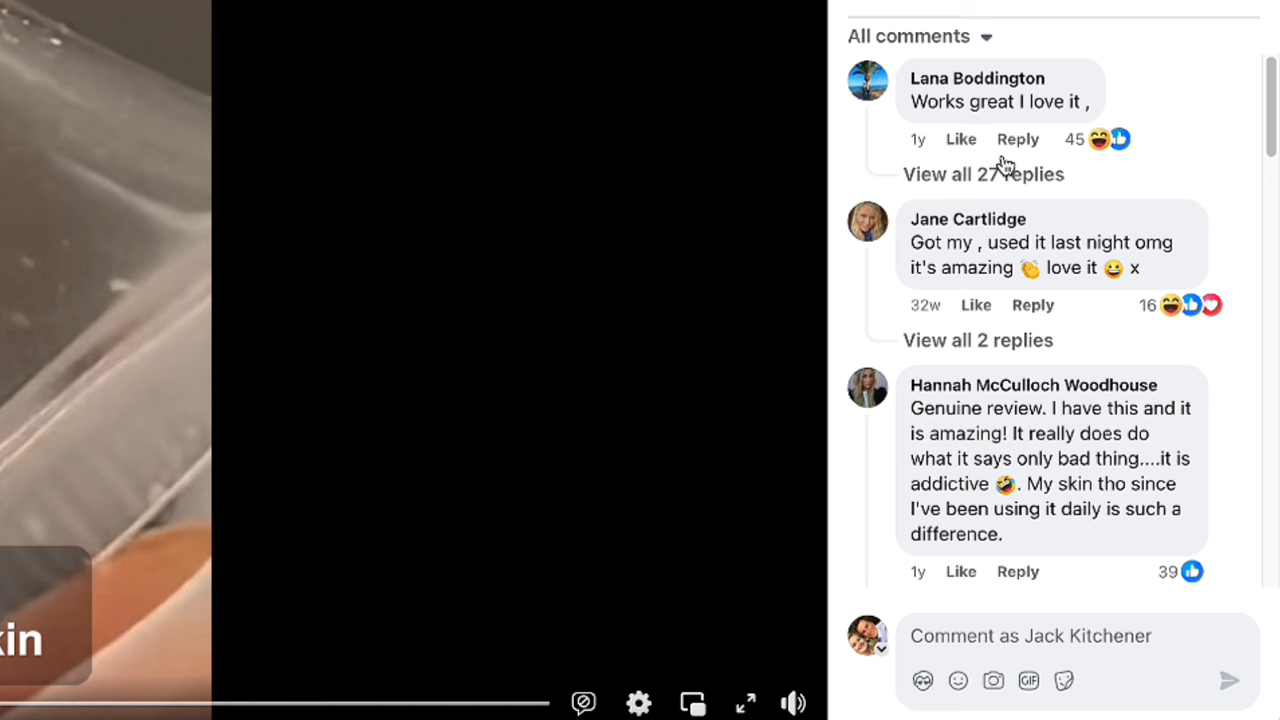 All comments
Lana Boddington
Works great I love it ,
1y Like Reply 45
View all 27 replies
Jane Cartlidge
Got my , used it last night omg
it's amazing 👏 love it 😀 x
32w Like Reply 16
View all 2 replies
Hannah McCulloch Woodhouse
Genuine review. I have this and it
is amazing! It really does do
what it says only bad thing....it is
addictive 🤣. My skin tho since
I've been using it daily is such a
difference.
1y Like Reply 39
kin
Comment as Jack Kitchener
GIF